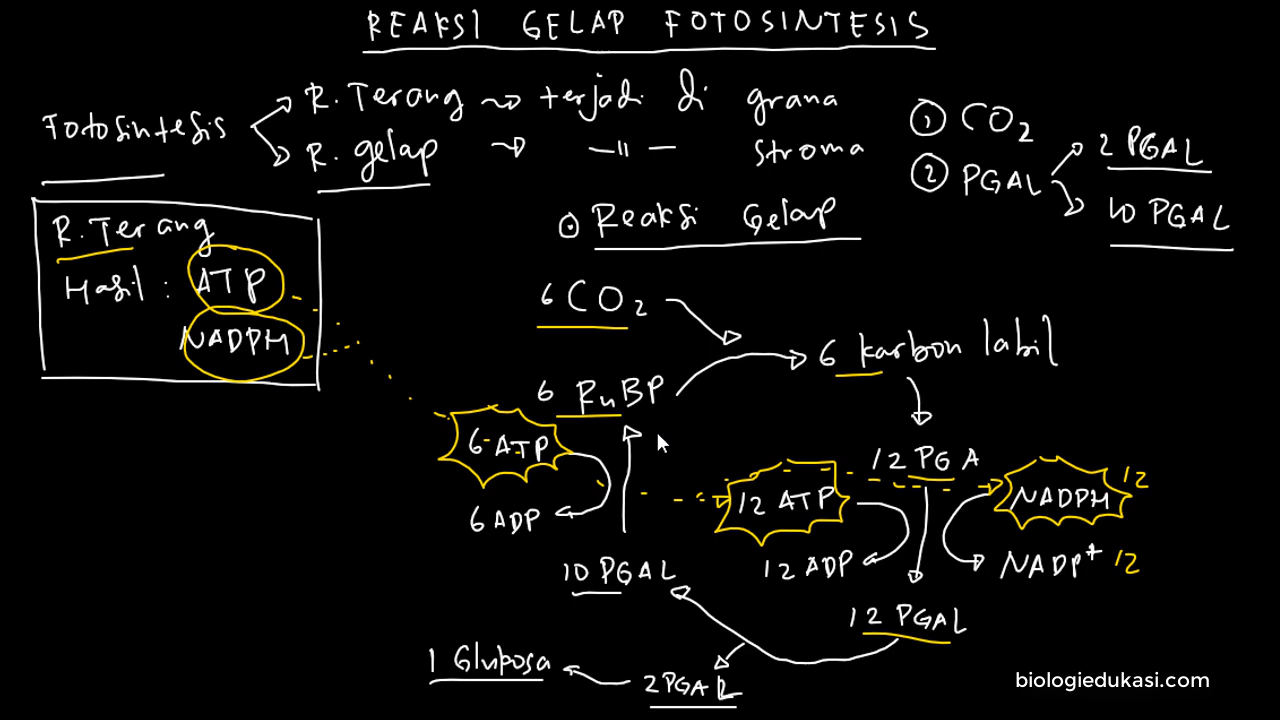 REAKSI GELAP FOTOSINTESIS
Fotosintesis
R. Terang terjadi di grana
R. gelap —〃— stroma
① CO2
② PGAL
2 PGAL
10 PGAL
R. Terang
Hasil : ATP
NADPH
⊙ Reaksi Gelap
6 CO2
6 karbon labil
6 RuBP
6 ATP
6 ADP
12 PGA
12 ATP
12 ADP
NADPH 12
NADP+ 12
10 PGAL
12 PGAL
2 PGAL
1 Glukosa
biologiedukasi.com